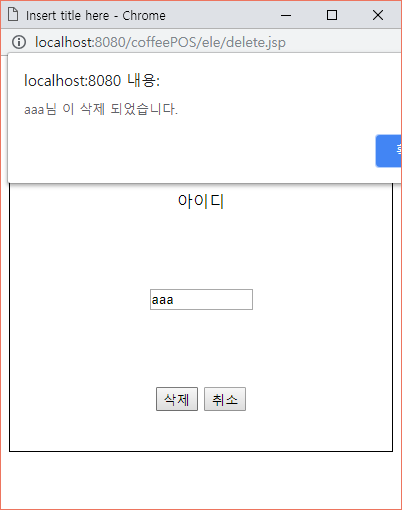 Insert title here - Chrome
localhost:8080/coffeePOS/ele/delete.jsp
localhost:8080 내용:
aaa님 이 삭제 되었습니다.
아이디
aaa
삭제 취소